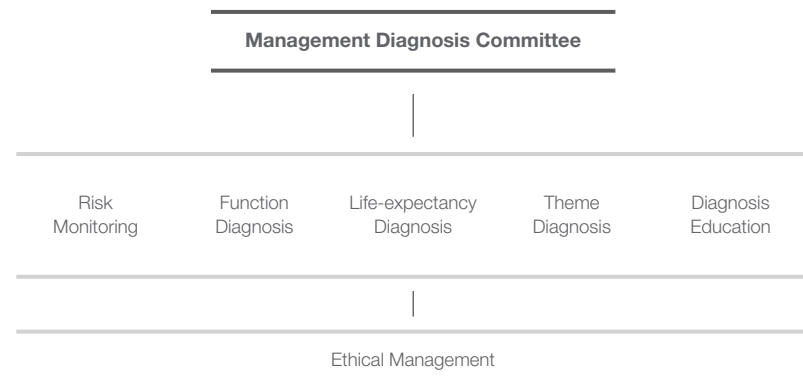 Management Diagnosis Committee
Risk
Monitoring
Function
Diagnosis
Life-expectancy
Diagnosis
Theme
Diagnosis
Diagnosis
Education
Ethical Management